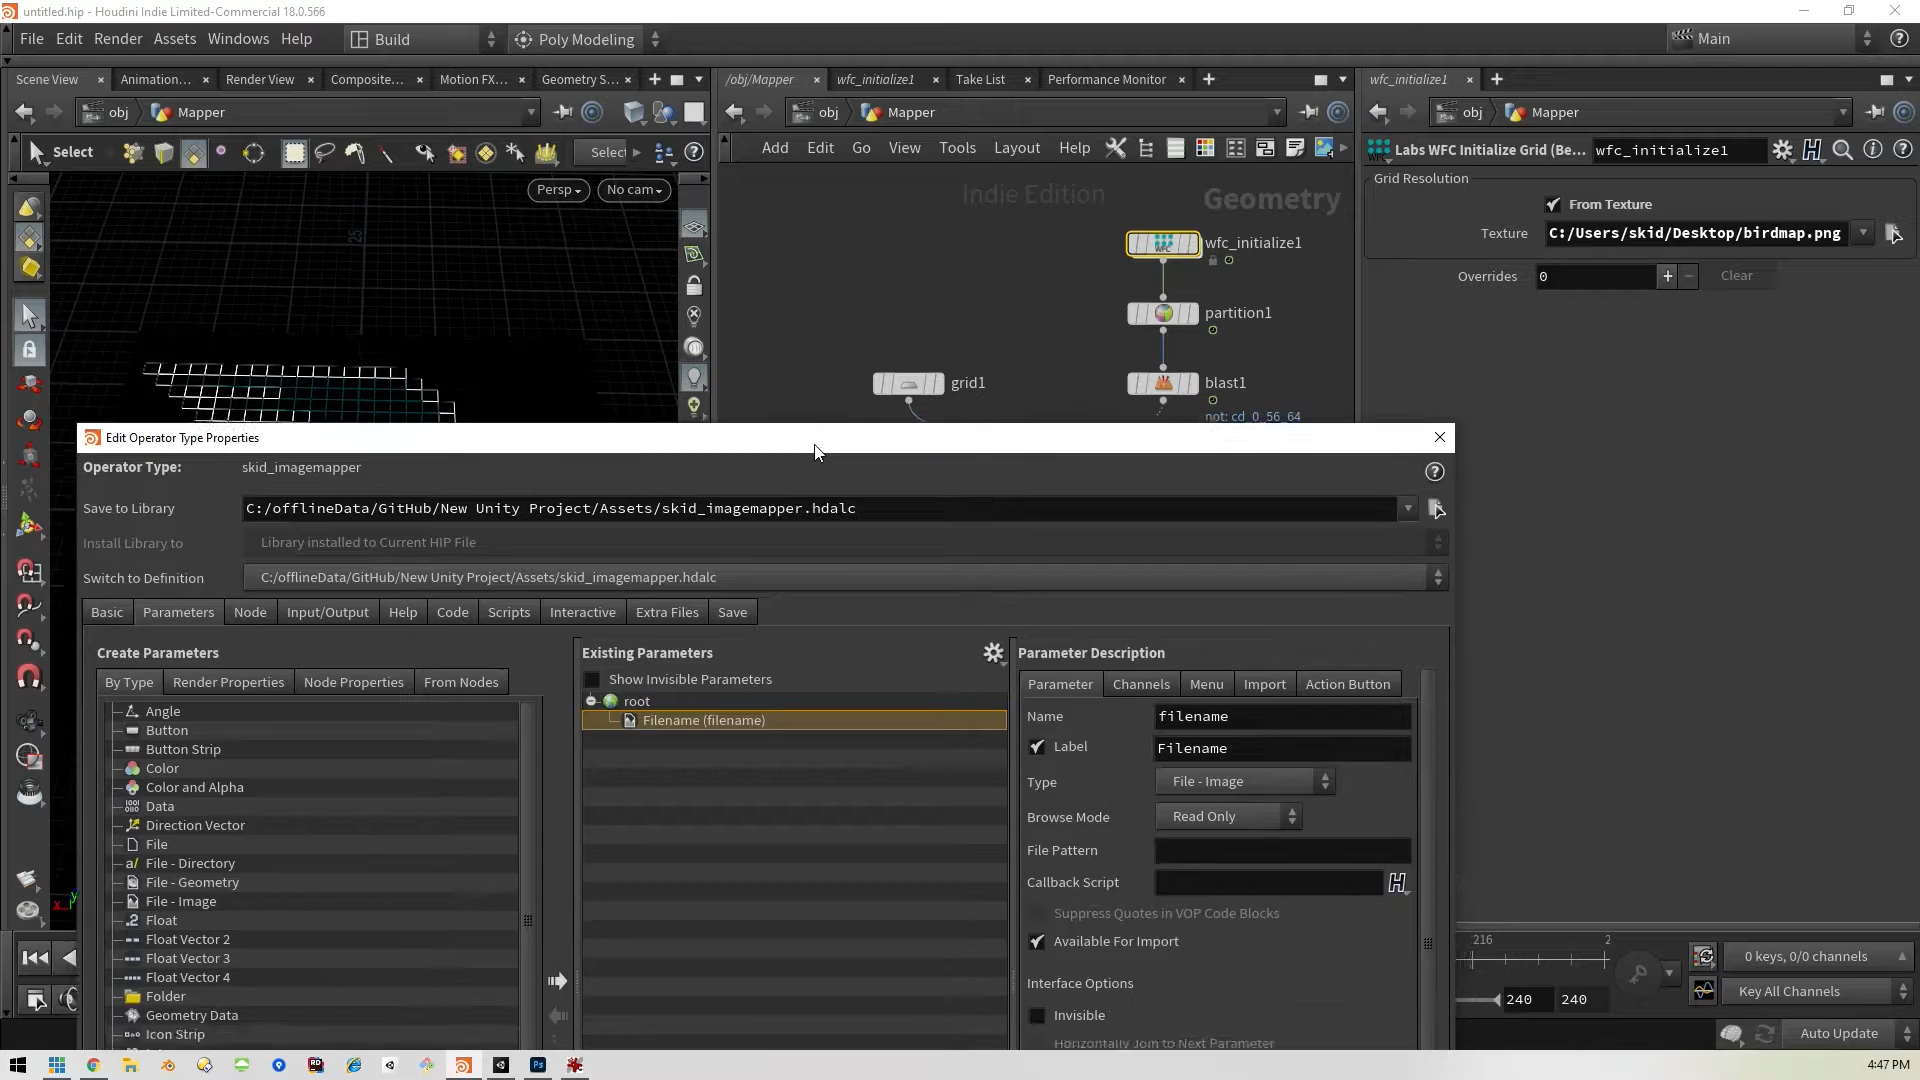 untitled.hip - Houdini Indie Limited-Commercial 18.0.566
File Edit Render Assets Windows Help Build Poly Modeling Main
Scene View Animation... Render View Composite... Motion FX... Geometry S...
/obj/Mapper wfc_initialize1 Take List Performance Monitor
wfc_initialize1
obj Mapper
obj Mapper
obj Mapper
Select Select
Add Edit Go View Tools Layout Help
Labs WFC Initialize Grid (Be... wfc_initialize1
Grid Resolution
From Texture
Texture C:/Users/skid/Desktop/birdmap.png
Overrides 0 Clear
Persp No cam
25
Indie Edition Geometry
wfc_initialize1
WFC
partition1
grid1
blast1
not: cd_0_56_64
Edit Operator Type Properties
Operator Type: skid_imagemapper
Save to Library C:/offlineData/GitHub/New Unity Project/Assets/skid_imagemapper.hdalc
Install Library to Library installed to Current HIP File
Switch to Definition C:/offlineData/GitHub/New Unity Project/Assets/skid_imagemapper.hdalc
Basic Parameters Node Input/Output Help Code Scripts Interactive Extra Files Save
Create Parameters
By Type Render Properties Node Properties From Nodes
Angle
Button
Button Strip
Color
Color and Alpha
Data
Direction Vector
File
File - Directory
File - Geometry
File - Image
Float
Float Vector 2
Float Vector 3
Float Vector 4
Folder
Geometry Data
Icon Strip
Existing Parameters
Show Invisible Parameters
root
Filename (filename)
Parameter Description
Parameter Channels Menu Import Action Button
Name filename
Label Filename
Type File - Image
Browse Mode Read Only
File Pattern
Callback Script
Suppress Quotes in VOP Code Blocks
Available For Import
Interface Options
Invisible
Horizontally Join to Next Parameter
216 2
0 keys, 0/0 channels
240 240 Key All Channels
Auto Update
4:47 PM